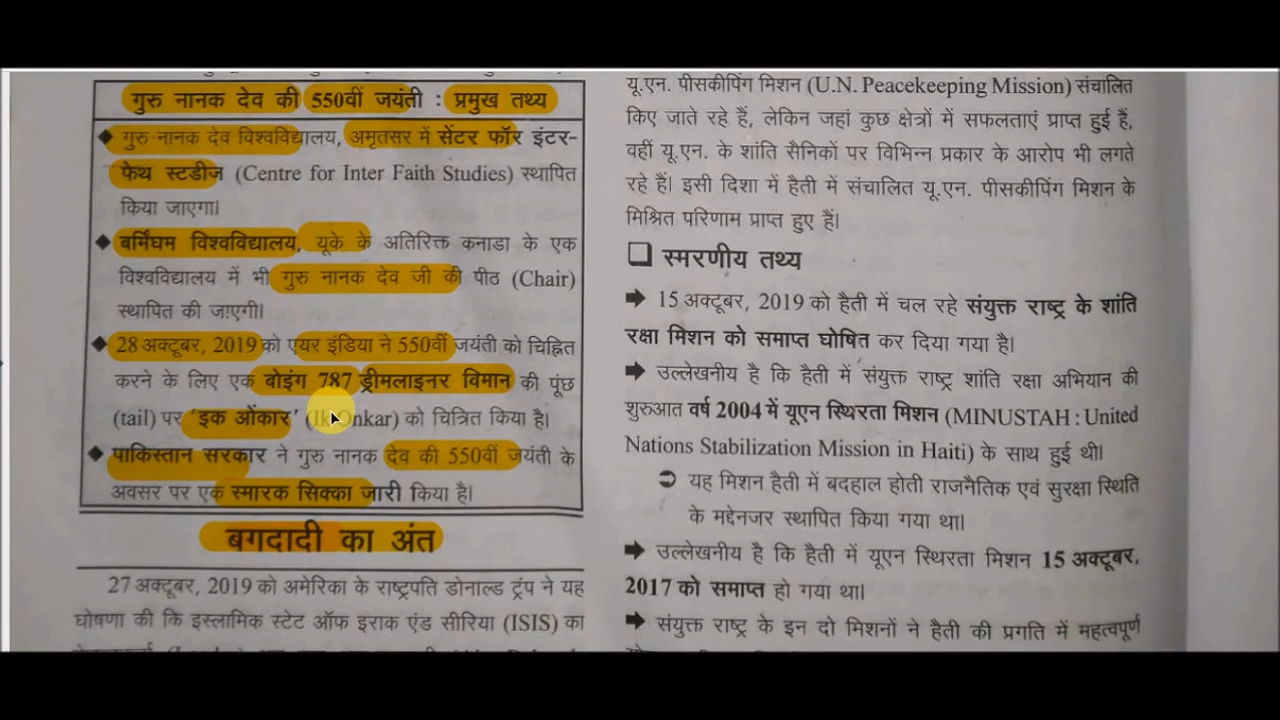 गुरु नानक देव की 550वीं जयंती : प्रमुख तथ्य
◆ गुरु नानक देव विश्वविद्यालय, अमृतसर में सेंटर फॉर इंटर-
फेथ स्टडीज (Centre for Inter Faith Studies) स्थापित
किया जाएगा।
◆ बर्मिंघम विश्वविद्यालय, यूके के अतिरिक्त कनाडा के एक
विश्वविद्यालय में भी गुरु नानक देव जी की पीठ (Chair)
स्थापित की जाएगी।
◆ 28 अक्टूबर, 2019 को एयर इंडिया ने 550वीं जयंती को चिह्नित
करने के लिए एक बोइंग 787 ड्रीमलाइनर विमान की पूंछ
(tail) पर 'इक ओंकार' (Ik Onkar) को चित्रित किया है।
◆ पाकिस्तान सरकार ने गुरु नानक देव की 550वीं जयंती के
अवसर पर एक स्मारक सिक्का जारी किया है।
बगदादी का अंत
27 अक्टूबर, 2019 को अमेरिका के राष्ट्रपति डोनाल्ड ट्रंप ने यह
घोषणा की कि इस्लामिक स्टेट ऑफ इराक एंड सीरिया (ISIS) का
यू.एन. पीसकीपिंग मिशन (U.N. Peacekeeping Mission) संचालित
किए जाते रहे हैं, लेकिन जहां कुछ क्षेत्रों में सफलताएं प्राप्त हुई हैं,
वहीं यू.एन. के शांति सैनिकों पर विभिन्न प्रकार के आरोप भी लगते
रहे हैं। इसी दिशा में हैती में संचालित यू.एन. पीसकीपिंग मिशन के
मिश्रित परिणाम प्राप्त हुए हैं।
❑ स्मरणीय तथ्य
➡ 15 अक्टूबर, 2019 को हैती में चल रहे संयुक्त राष्ट्र के शांति
रक्षा मिशन को समाप्त घोषित कर दिया गया है।
➡ उल्लेखनीय है कि हैती में संयुक्त राष्ट्र शांति रक्षा अभियान की
शुरुआत वर्ष 2004 में यूएन स्थिरता मिशन (MINUSTAH : United
Nations Stabilization Mission in Haiti) के साथ हुई थी।
➲ यह मिशन हैती में बदहाल होती राजनैतिक एवं सुरक्षा स्थिति
के मद्देनजर स्थापित किया गया था।
➡ उल्लेखनीय है कि हैती में यूएन स्थिरता मिशन 15 अक्टूबर,
2017 को समाप्त हो गया था।
➡ संयुक्त राष्ट्र के इन दो मिशनों ने हैती की प्रगति में महत्वपूर्ण